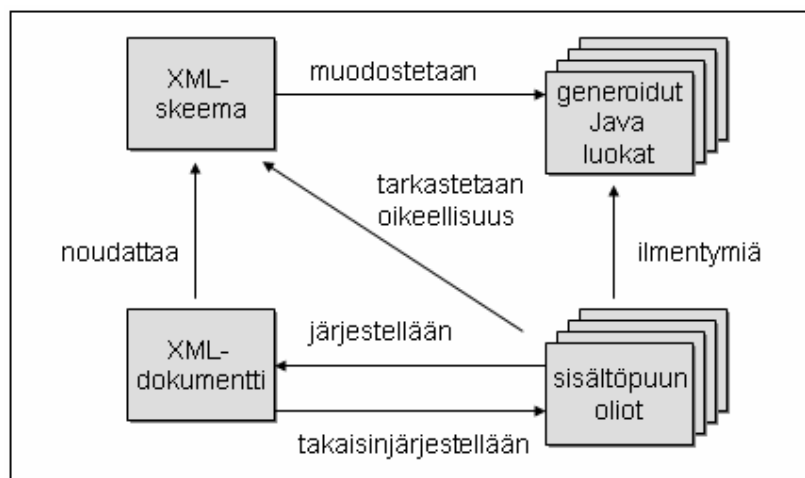 XML-
skeema
muodostetaan
generoidut
Java
luokat
tarkastetaan
oikeellisuus
noudattaa
ilmentymiä
XML-
dokumentti
järjestellään
sisältöpuun
oliot
takaisinjärjestellään